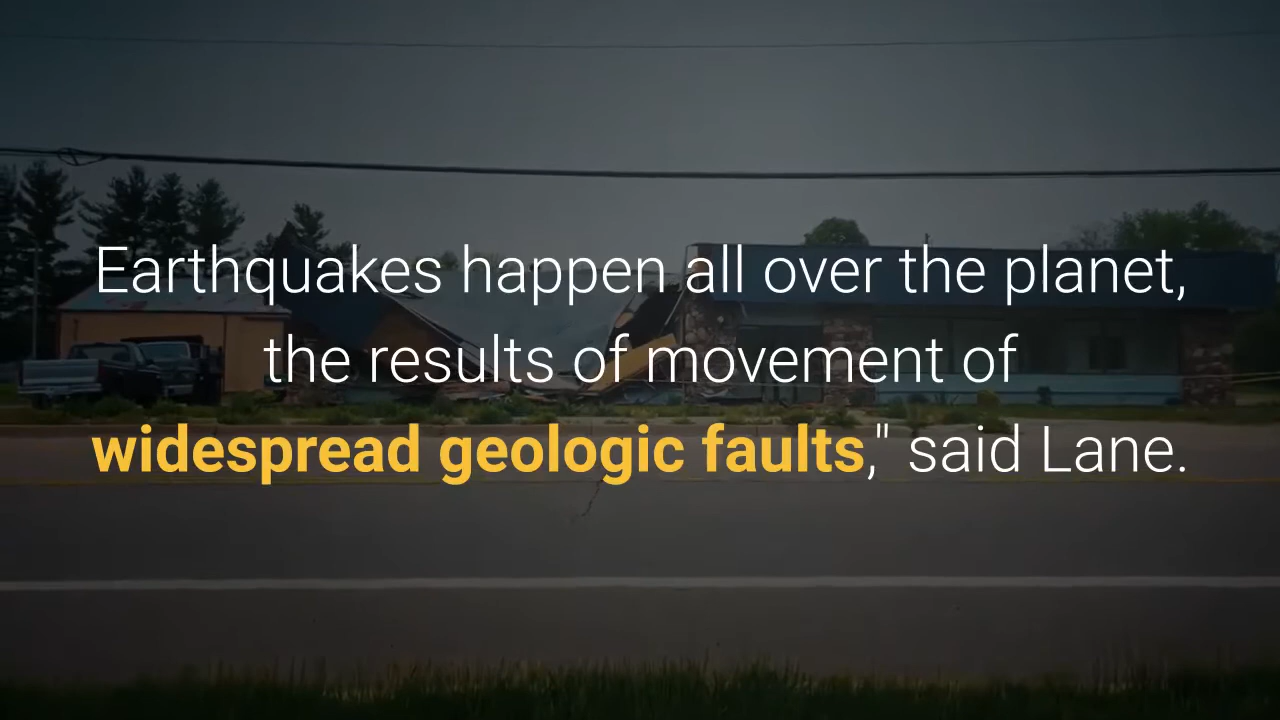 Earthquakes happen all over the planet,
the results of movement of
widespread geologic faults," said Lane.